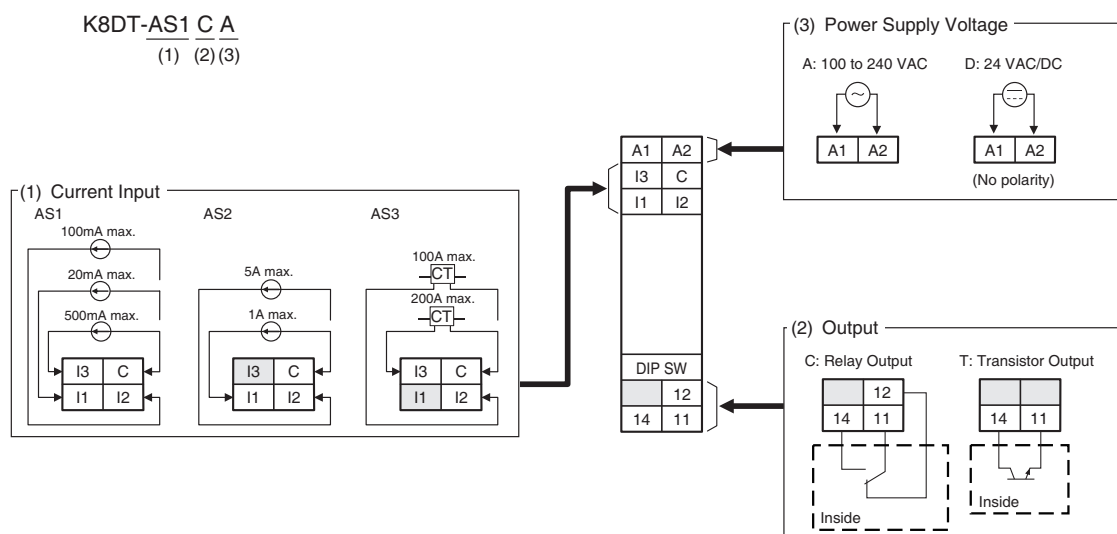 K8DT-AS1 C A
(1) (2) (3)
(3) Power Supply Voltage
A: 100 to 240 VAC
D: 24 VAC/DC
A1 A2
A1 A2
(No polarity)
A1 A2
I3 C
I1 I2
DIP SW
12
14 11
(1) Current Input
AS1
100mA max.
20mA max.
500mA max.
I3 C
I1 I2
AS2
5A max.
1A max.
I3 C
I1 I2
AS3
100A max.
CT
200A max.
CT
I3 C
I1 I2
(2) Output
C: Relay Output
12
14 11
Inside
T: Transistor Output
14 11
Inside